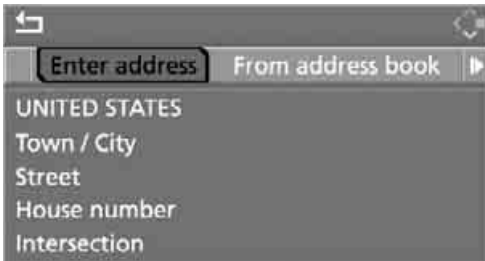 Enter address From address book
UNITED STATES
Town / City
Street
House number
Intersection